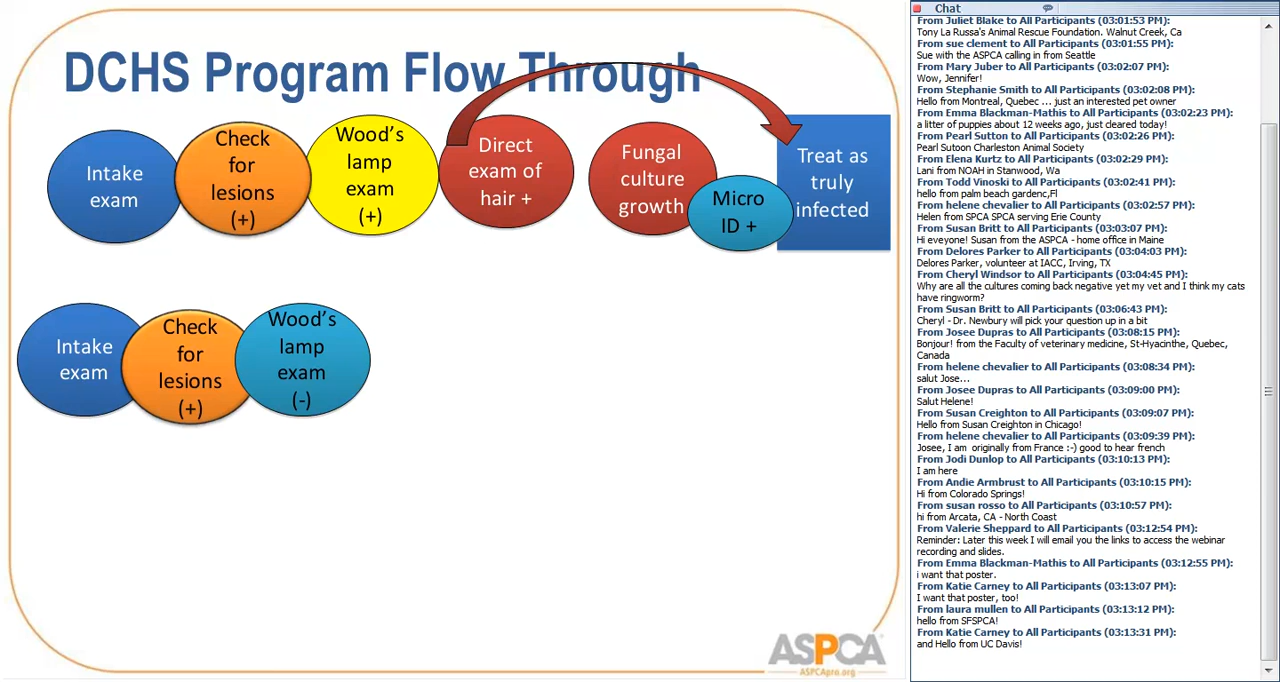 DCHS Program Flow Through
Intake
exam
Check
for
lesions
(+)
Wood's
lamp
exam
(+)
Direct
exam of
hair +
Fungal
culture
growth
Micro
ID +
Treat as
truly
infected
Intake
exam
Check
for
lesions
(+)
Wood's
lamp
exam
(-)
ASPCA
ASPCApro.org
Chat
From Juliet Blake to All Participants (03:01:53 PM):
Tony La Russa's Animal Rescue Foundation. Walnut Creek, Ca
From sue clement to All Participants (03:01:55 PM):
Sue with the ASPCA calling in from Seattle
From Mary Juber to All Participants (03:02:07 PM):
Wow, Jennifer!
From Stephanie Smith to All Participants (03:02:08 PM):
Hello from Montreal, Quebec ... just an interested pet owner
From Emma Blackman-Mathis to All Participants (03:02:23 PM):
a litter of puppies about 12 weeks ago, just cleared today!
From Pearl Sutton to All Participants (03:02:26 PM):
Pearl Sutoon Charleston Animal Society
From Elena Kurtz to All Participants (03:02:29 PM):
Lani from NOAH in Stanwood, Wa
From Todd Vinoski to All Participants (03:02:41 PM):
hello from palm beach gardenc,Fl
From helene chevalier to All Participants (03:02:57 PM):
Helen from SPCA SPCA serving Erie County
From Susan Britt to All Participants (03:03:07 PM):
Hi eveyone! Susan from the ASPCA - home office in Maine
From Delores Parker to All Participants (03:04:03 PM):
Delores Parker, volunteer at IACC, Irving, TX
From Cheryl Windsor to All Participants (03:04:45 PM):
Why are all the cultures coming back negative yet my vet and I think my cats
have ringworm?
From Susan Britt to All Participants (03:06:43 PM):
Cheryl - Dr. Newbury will pick your question up in a bit
From Josee Dupras to All Participants (03:08:15 PM):
Bonjour! from the Faculty of veterinary medicine, St-Hyacinthe, Quebec,
Canada
From helene chevalier to All Participants (03:08:34 PM):
salut Jose...
From Josee Dupras to All Participants (03:09:00 PM):
Salut Helene!
From Susan Creighton to All Participants (03:09:07 PM):
Hello from Susan Creighton in Chicago!
From helene chevalier to All Participants (03:09:39 PM):
Josee, I am originally from France :-) good to hear french
From Jodi Dunlop to All Participants (03:10:13 PM):
I am here
From Andie Armbrust to All Participants (03:10:15 PM):
Hi from Colorado Springs!
From susan rosso to All Participants (03:10:57 PM):
hi from Arcata, CA - North Coast
From Valerie Sheppard to All Participants (03:12:54 PM):
Reminder: Later this week I will email you the links to access the webinar
recording and slides.
From Emma Blackman-Mathis to All Participants (03:12:55 PM):
i want that poster.
From Katie Carney to All Participants (03:13:07 PM):
I want that poster, too!
From laura mullen to All Participants (03:13:12 PM):
hello from SFSPCA!
From Katie Carney to All Participants (03:13:31 PM):
and Hello from UC Davis!